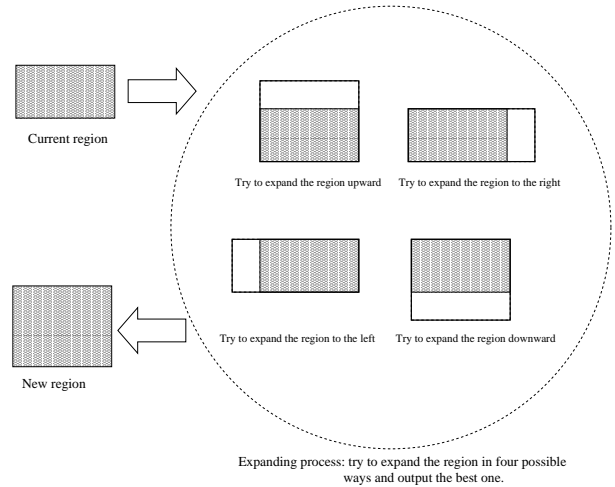 Current region
Try to expand the region upward
Try to expand the region to the right
Try to expand the region to the left
Try to expand the region downward
New region
Expanding process: try to expand the region in four possible
ways and output the best one.